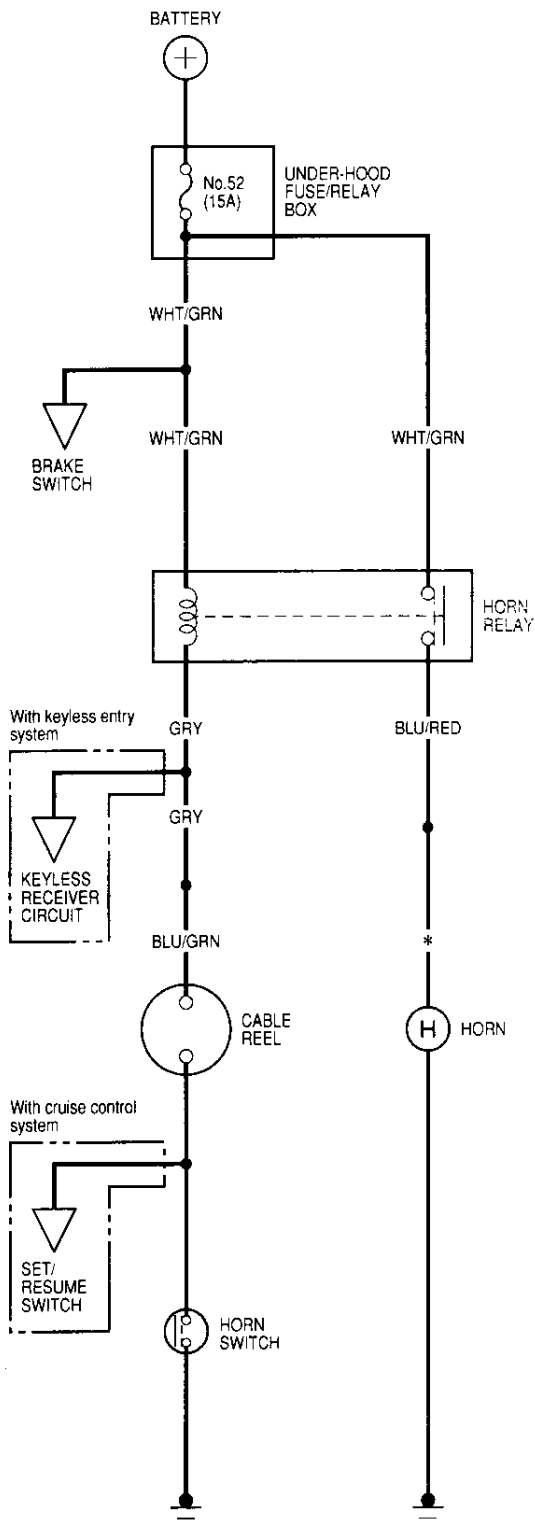 BATTERY
+
No.52
(15A)
UNDER-HOOD
FUSE/RELAY
BOX
WHT/GRN
WHT/GRN
WHT/GRN
BRAKE
SWITCH
HORN
RELAY
With keyless entry
system
GRY
BLU/RED
GRY
KEYLESS
RECEIVER
CIRCUIT
BLU/GRN
*
CABLE
REEL
H
HORN
With cruise control
system
SET/
RESUME
SWITCH
HORN
SWITCH